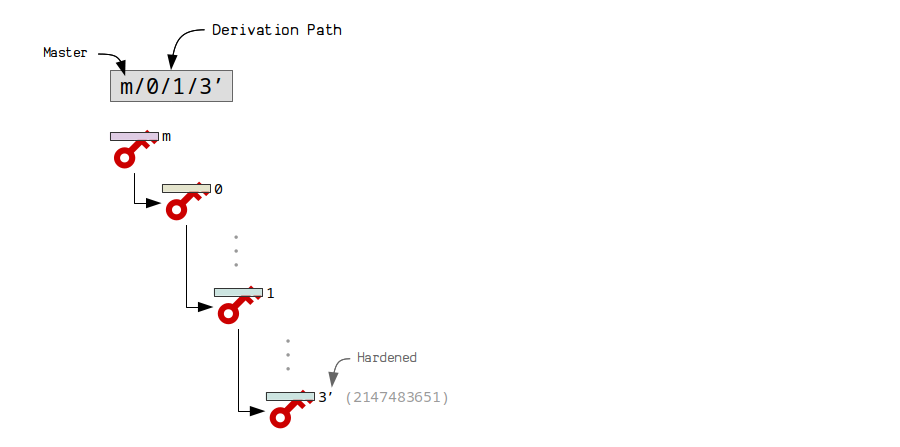 Derivation Path
Master
m/0/1/3’
m
0
1
Hardened
3’ (2147483651)